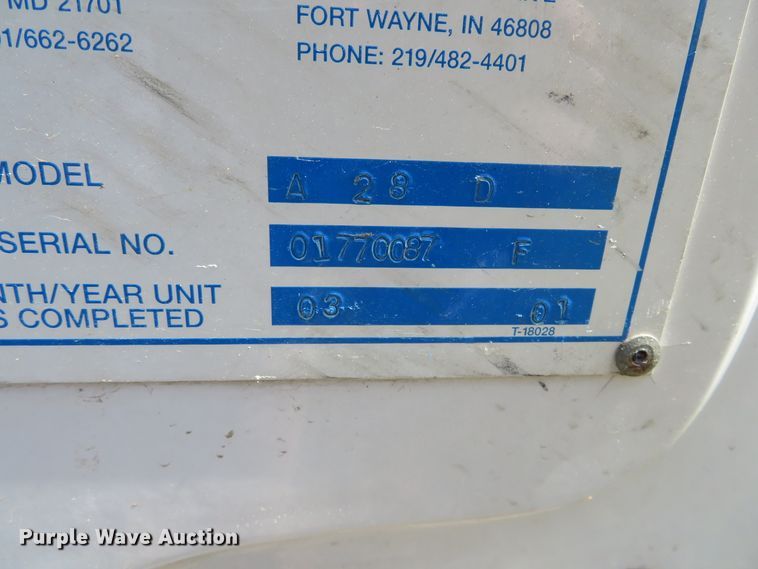 MD 21701
1/662-6262
FORT WAYNE, IN 46808
PHONE: 219/482-4401
MODEL A 28 D
SERIAL NO. 01770087 F
NTH/YEAR UNIT
S COMPLETED 03 01
T-18028
Purple Wave Auction